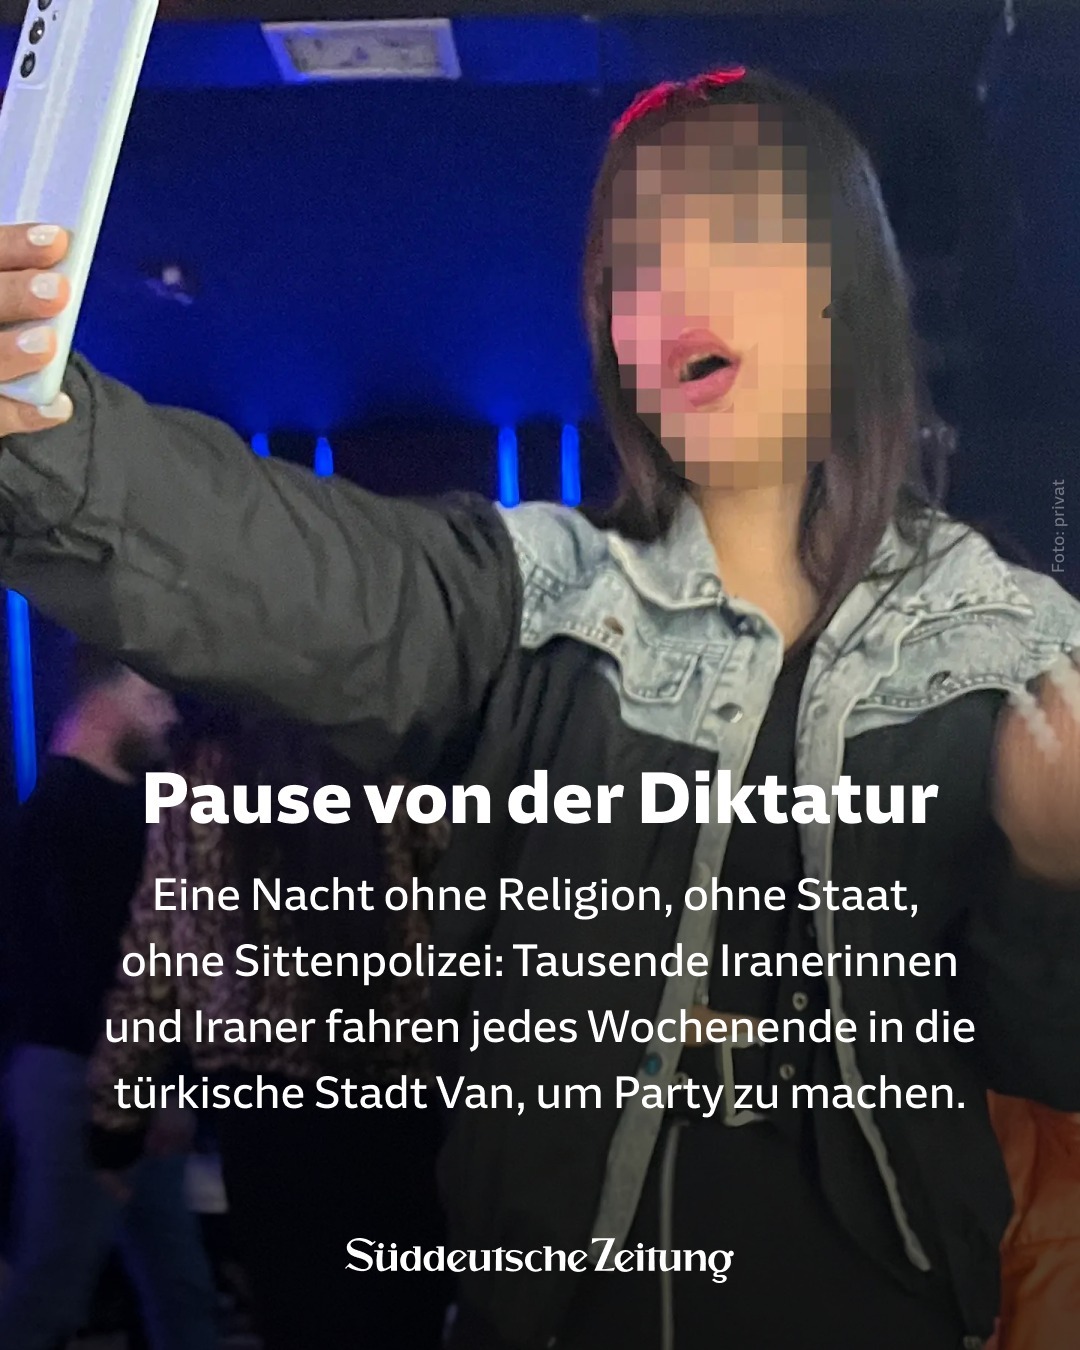 Foto: privat
Pause von der Diktatur
Eine Nacht ohne Religion, ohne Staat,
ohne Sittenpolizei: Tausende Iranerinnen
und Iraner fahren jedes Wochenende in die
türkische Stadt Van, um Party zu machen.
Süddeutsche Zeitung